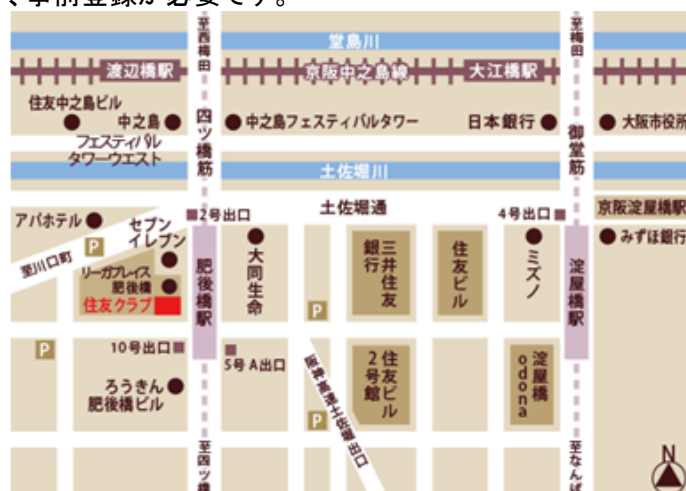 、事前登録が必要です。
至西梅田
堂島川
至梅田
渡辺橋駅
京阪中之島線
大江橋駅
住友中之島ビル
中之島
フェスティバル
タワーウエスト
四ツ橋筋
中之島フェスティバルタワー
日本銀行
御堂筋
大阪市役所
土佐堀川
アパホテル
セブン
イレブン
2号出口
土佐堀通
4号出口
京阪淀屋橋駅
みずほ銀行
P
至川口町
リーガプレイス
肥後橋
住友クラブ
肥後橋駅
大同生命
三井住友
銀行
住友ビル
ミズノ
淀屋橋駅
P
P
10号出口
5号A出口
阪神高速土佐堀出口
住友ビル
2号館
淀屋橋
odona
ろうきん
肥後橋ビル
P
至四ツ橋
至なんば
N